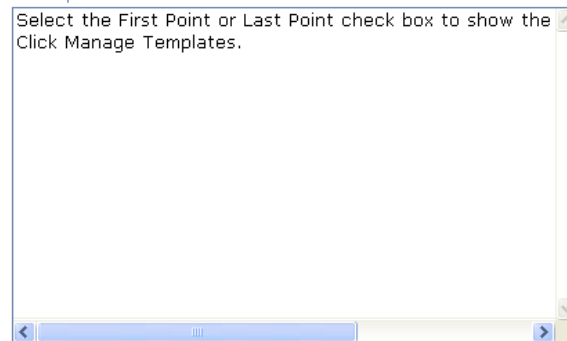 Select the First Point or Last Point check box to show the
Click Manage Templates.